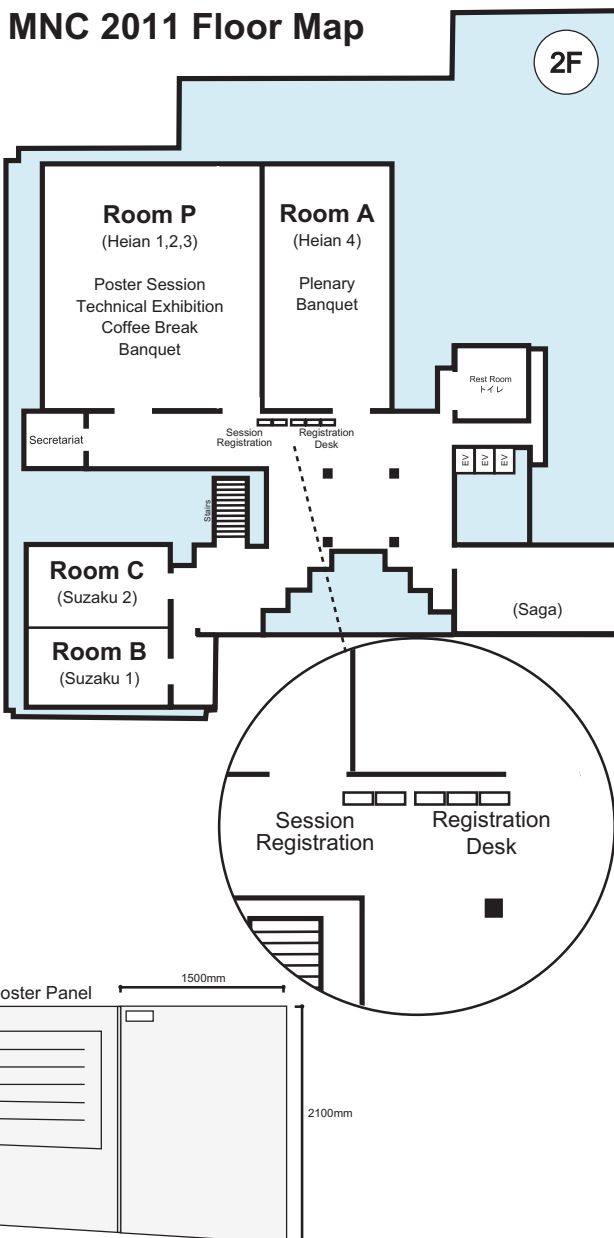 MNC 2011 Floor Map
2F
Room P
(Heian 1,2,3)
Poster Session
Technical Exhibition
Coffee Break
Banquet
Room A
(Heian 4)
Plenary
Banquet
Rest Room
トイレ
Secretariat
Session
Registration
Registration
Desk
EV
EV
EV
Stairs
Room C
(Suzaku 2)
(Saga)
Room B
(Suzaku 1)
Session
Registration
Registration
Desk
oster Panel
1500mm
2100mm